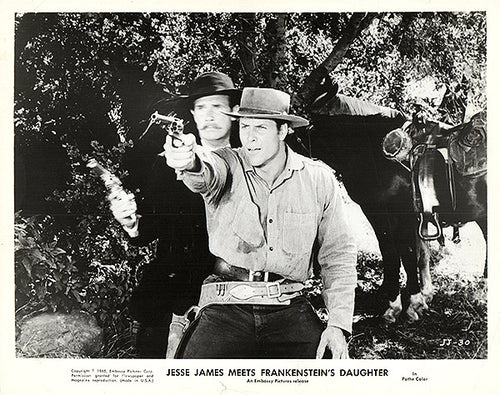 JJ-30
Copyright © 1965, Embassy Pictures Corp.
Permission granted for Newspaper and
Magazine reproduction. (Made in U.S.A.)
JESSE JAMES MEETS FRANKENSTEIN'S DAUGHTER
An Embassy Pictures release
In
Pathe Color